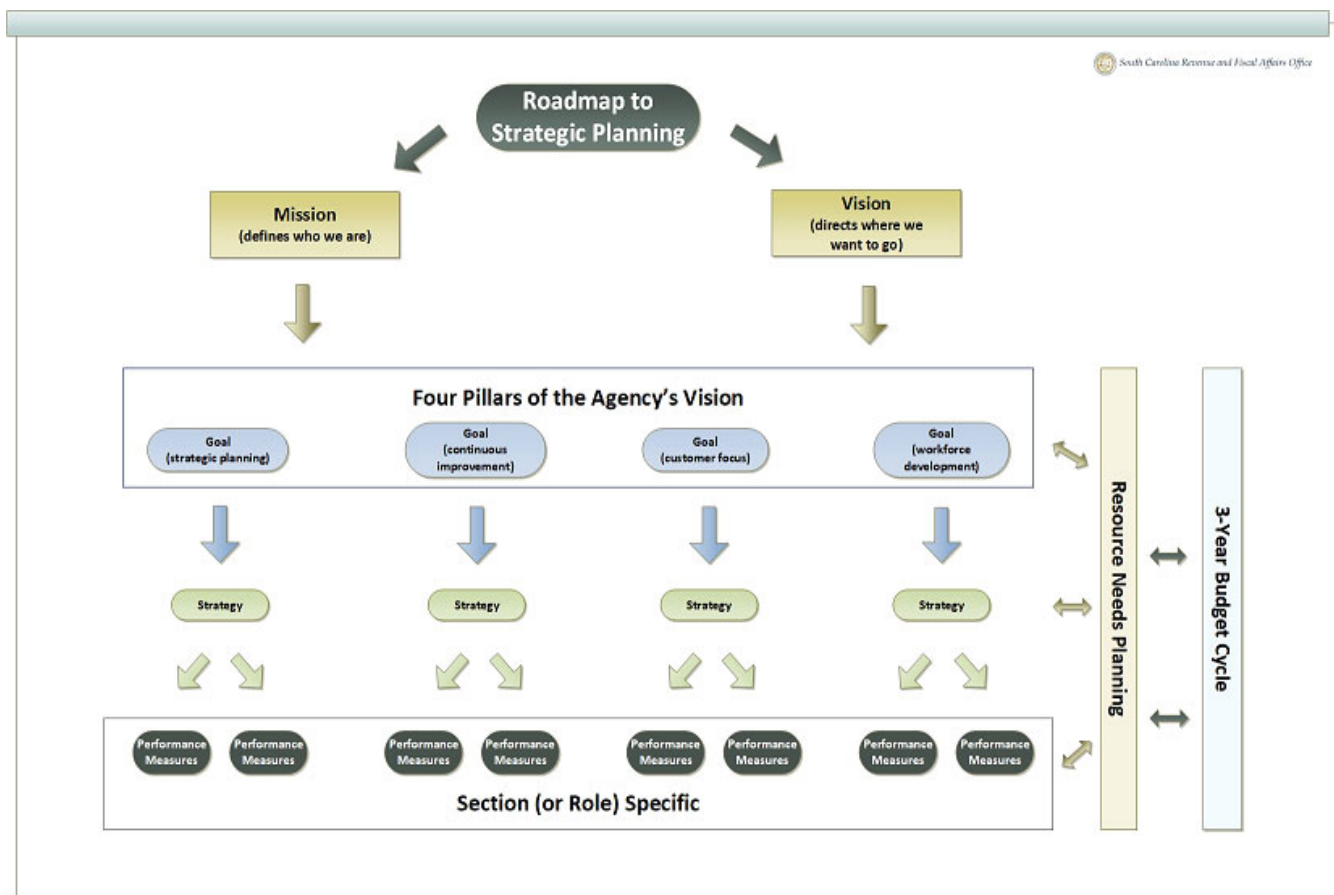 South Carolina Revenue and Fiscal Affairs Office
Roadmap to
Strategic Planning
Mission
(defines who we are)
Vision
(directs where we
want to go)
Four Pillars of the Agency's Vision
Goal
(strategic planning)
Goal
(continuous
improvement)
Goal
(customer focus)
Goal
(workforce
development)
Strategy
Strategy
Strategy
Strategy
Performance
Measures
Performance
Measures
Performance
Measures
Performance
Measures
Performance
Measures
Performance
Measures
Performance
Measures
Performance
Measures
Section (or Role) Specific
Resource Needs Planning
3-Year Budget Cycle